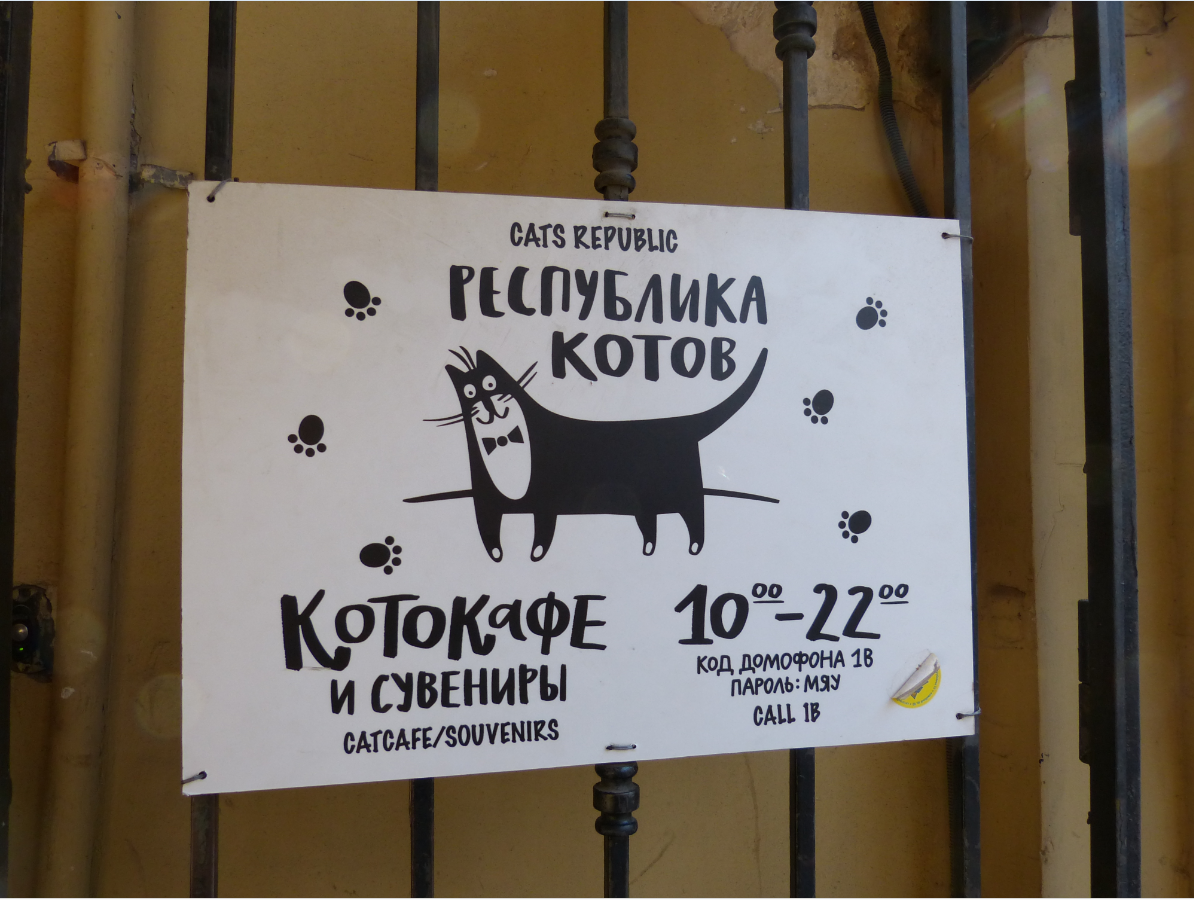 CATS REPUBLIC
РЕСПУБЛИКА
КОТОВ
КОТОКАФЕ
И СУВЕНИРЫ
CATCAFE/SOUVENIRS
10⁰⁰–22⁰⁰
КОД ДОМОФОНА 1В
ПАРОЛЬ: МЯУ
CALL 1B